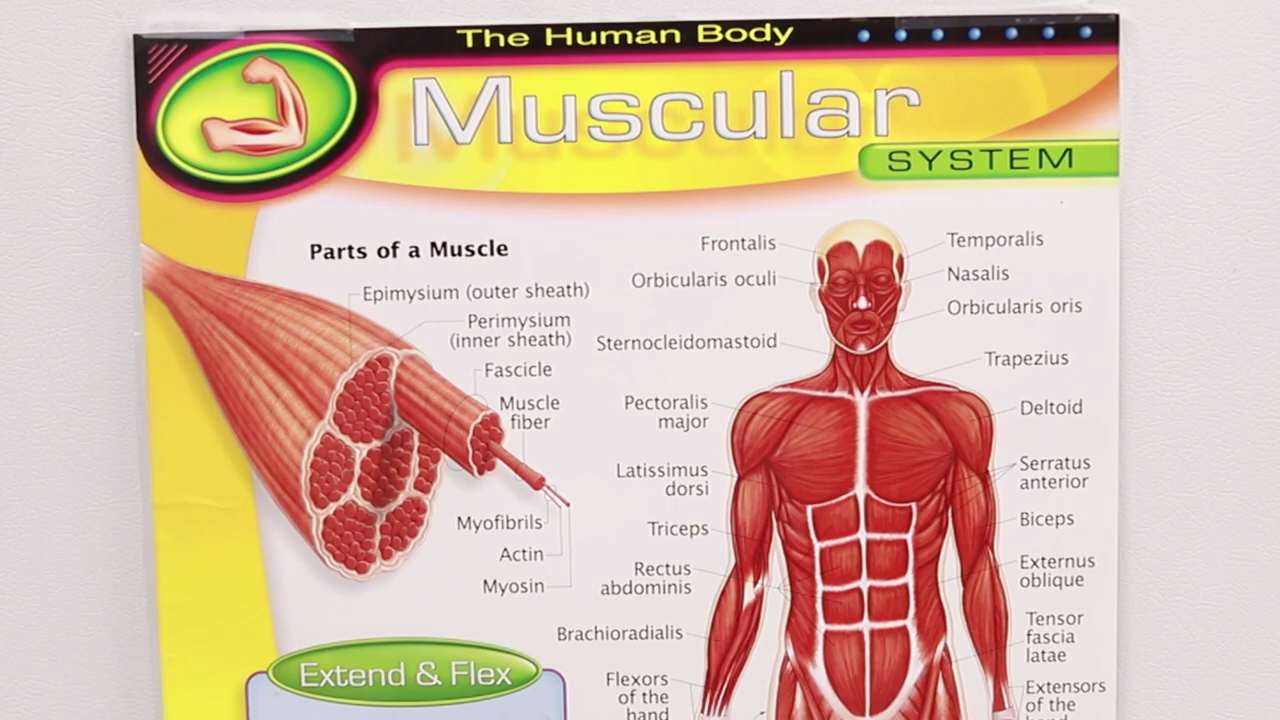 The Human Body
Muscular
SYSTEM
Parts of a Muscle
Epimysium (outer sheath)
Perimysium
(inner sheath)
Fascicle
Muscle
fiber
Myofibrils
Actin
Myosin
Extend & Flex
Frontalis
Orbicularis oculi
Sternocleidomastoid
Pectoralis
major
Latissimus
dorsi
Triceps
Rectus
abdominis
Brachioradialis
Flexors
of the
hand
Temporalis
Nasalis
Orbicularis oris
Trapezius
Deltoid
Serratus
anterior
Biceps
Externus
oblique
Tensor
fascia
latae
Extensors
of the
hand